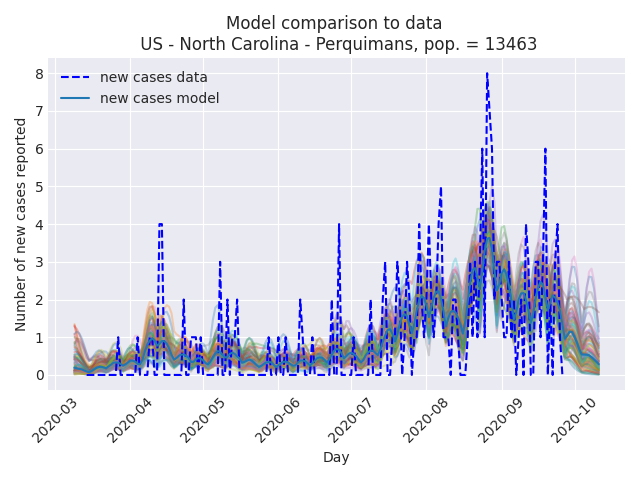 Model comparison to data
US - North Carolina - Perquimans, pop. = 13463
new cases data
new cases model
Number of new cases reported
8
7
6
5
4
3
2
1
0
2020-03
2020-04
2020-05
2020-06
2020-07
2020-08
2020-09
2020-10
Day